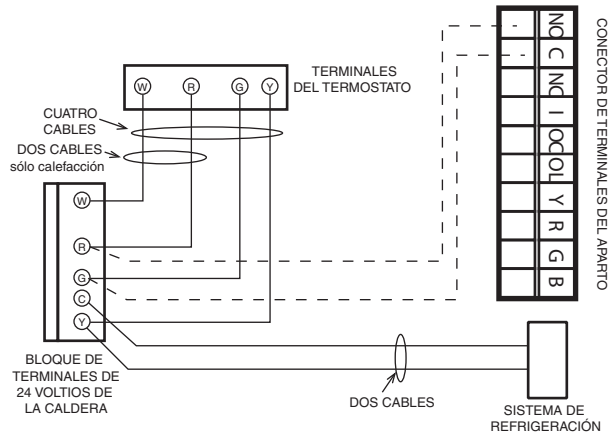 W R G Y
TERMINALES
DEL TERMOSTATO
CUATRO
CABLES
DOS CABLES
sólo calefacción
W
R
G
C
Y
BLOQUE DE
TERMINALES DE
24 VOLTIOS DE
LA CALDERA
DOS CABLES
SISTEMA DE
REFRIGERACIÓN
NO
C
NC
I
OC
OL
Y
R
G
B
CONECTOR DE TERMINALES DEL APARTO